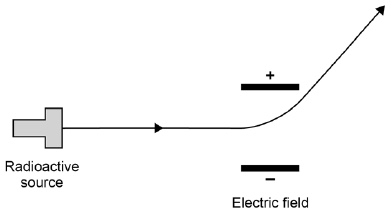 +
Radioactive
source
−
Electric field